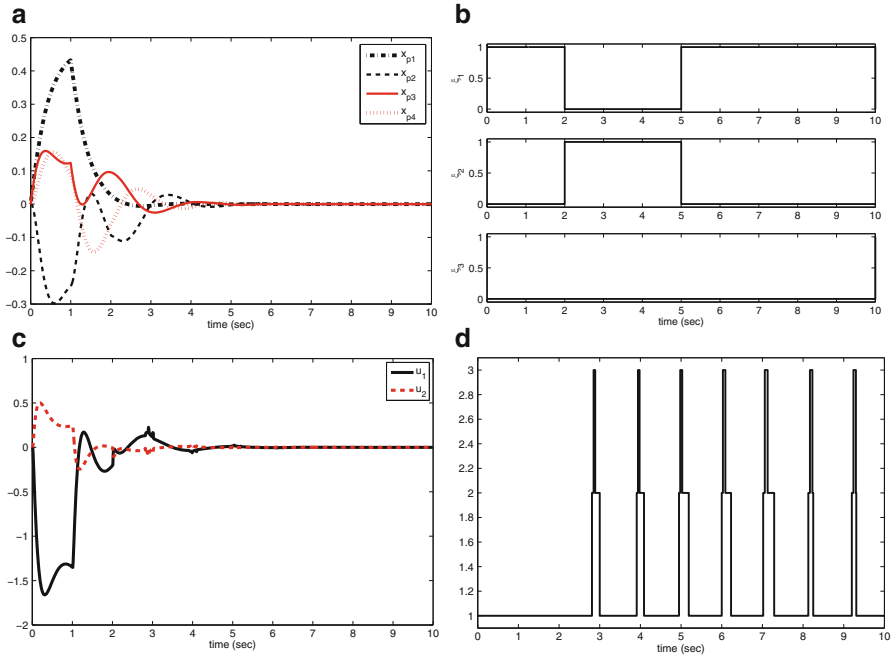 a
0.5
0.4
0.3
0.2
0.1
0
−0.1
−0.2
−0.3
0 1 2 3 4 5 6 7 8 9 10
time (sec)
x_p1
x_p2
x_p3
x_p4
b
1
0.5
0
ξ_p1
0 1 2 3 4 5 6 7 8 9 10
1
0.5
0
ξ_p2
0 1 2 3 4 5 6 7 8 9 10
1
0.5
0
ξ_p3
0 1 2 3 4 5 6 7 8 9 10
time (sec)
c
1
0.5
0
−0.5
−1
−1.5
−2
0 1 2 3 4 5 6 7 8 9 10
time (sec)
u_1
u_2
d
3
2.8
2.6
2.4
2.2
2
1.8
1.6
1.4
1.2
1
0 1 2 3 4 5 6 7 8 9 10
time (sec)